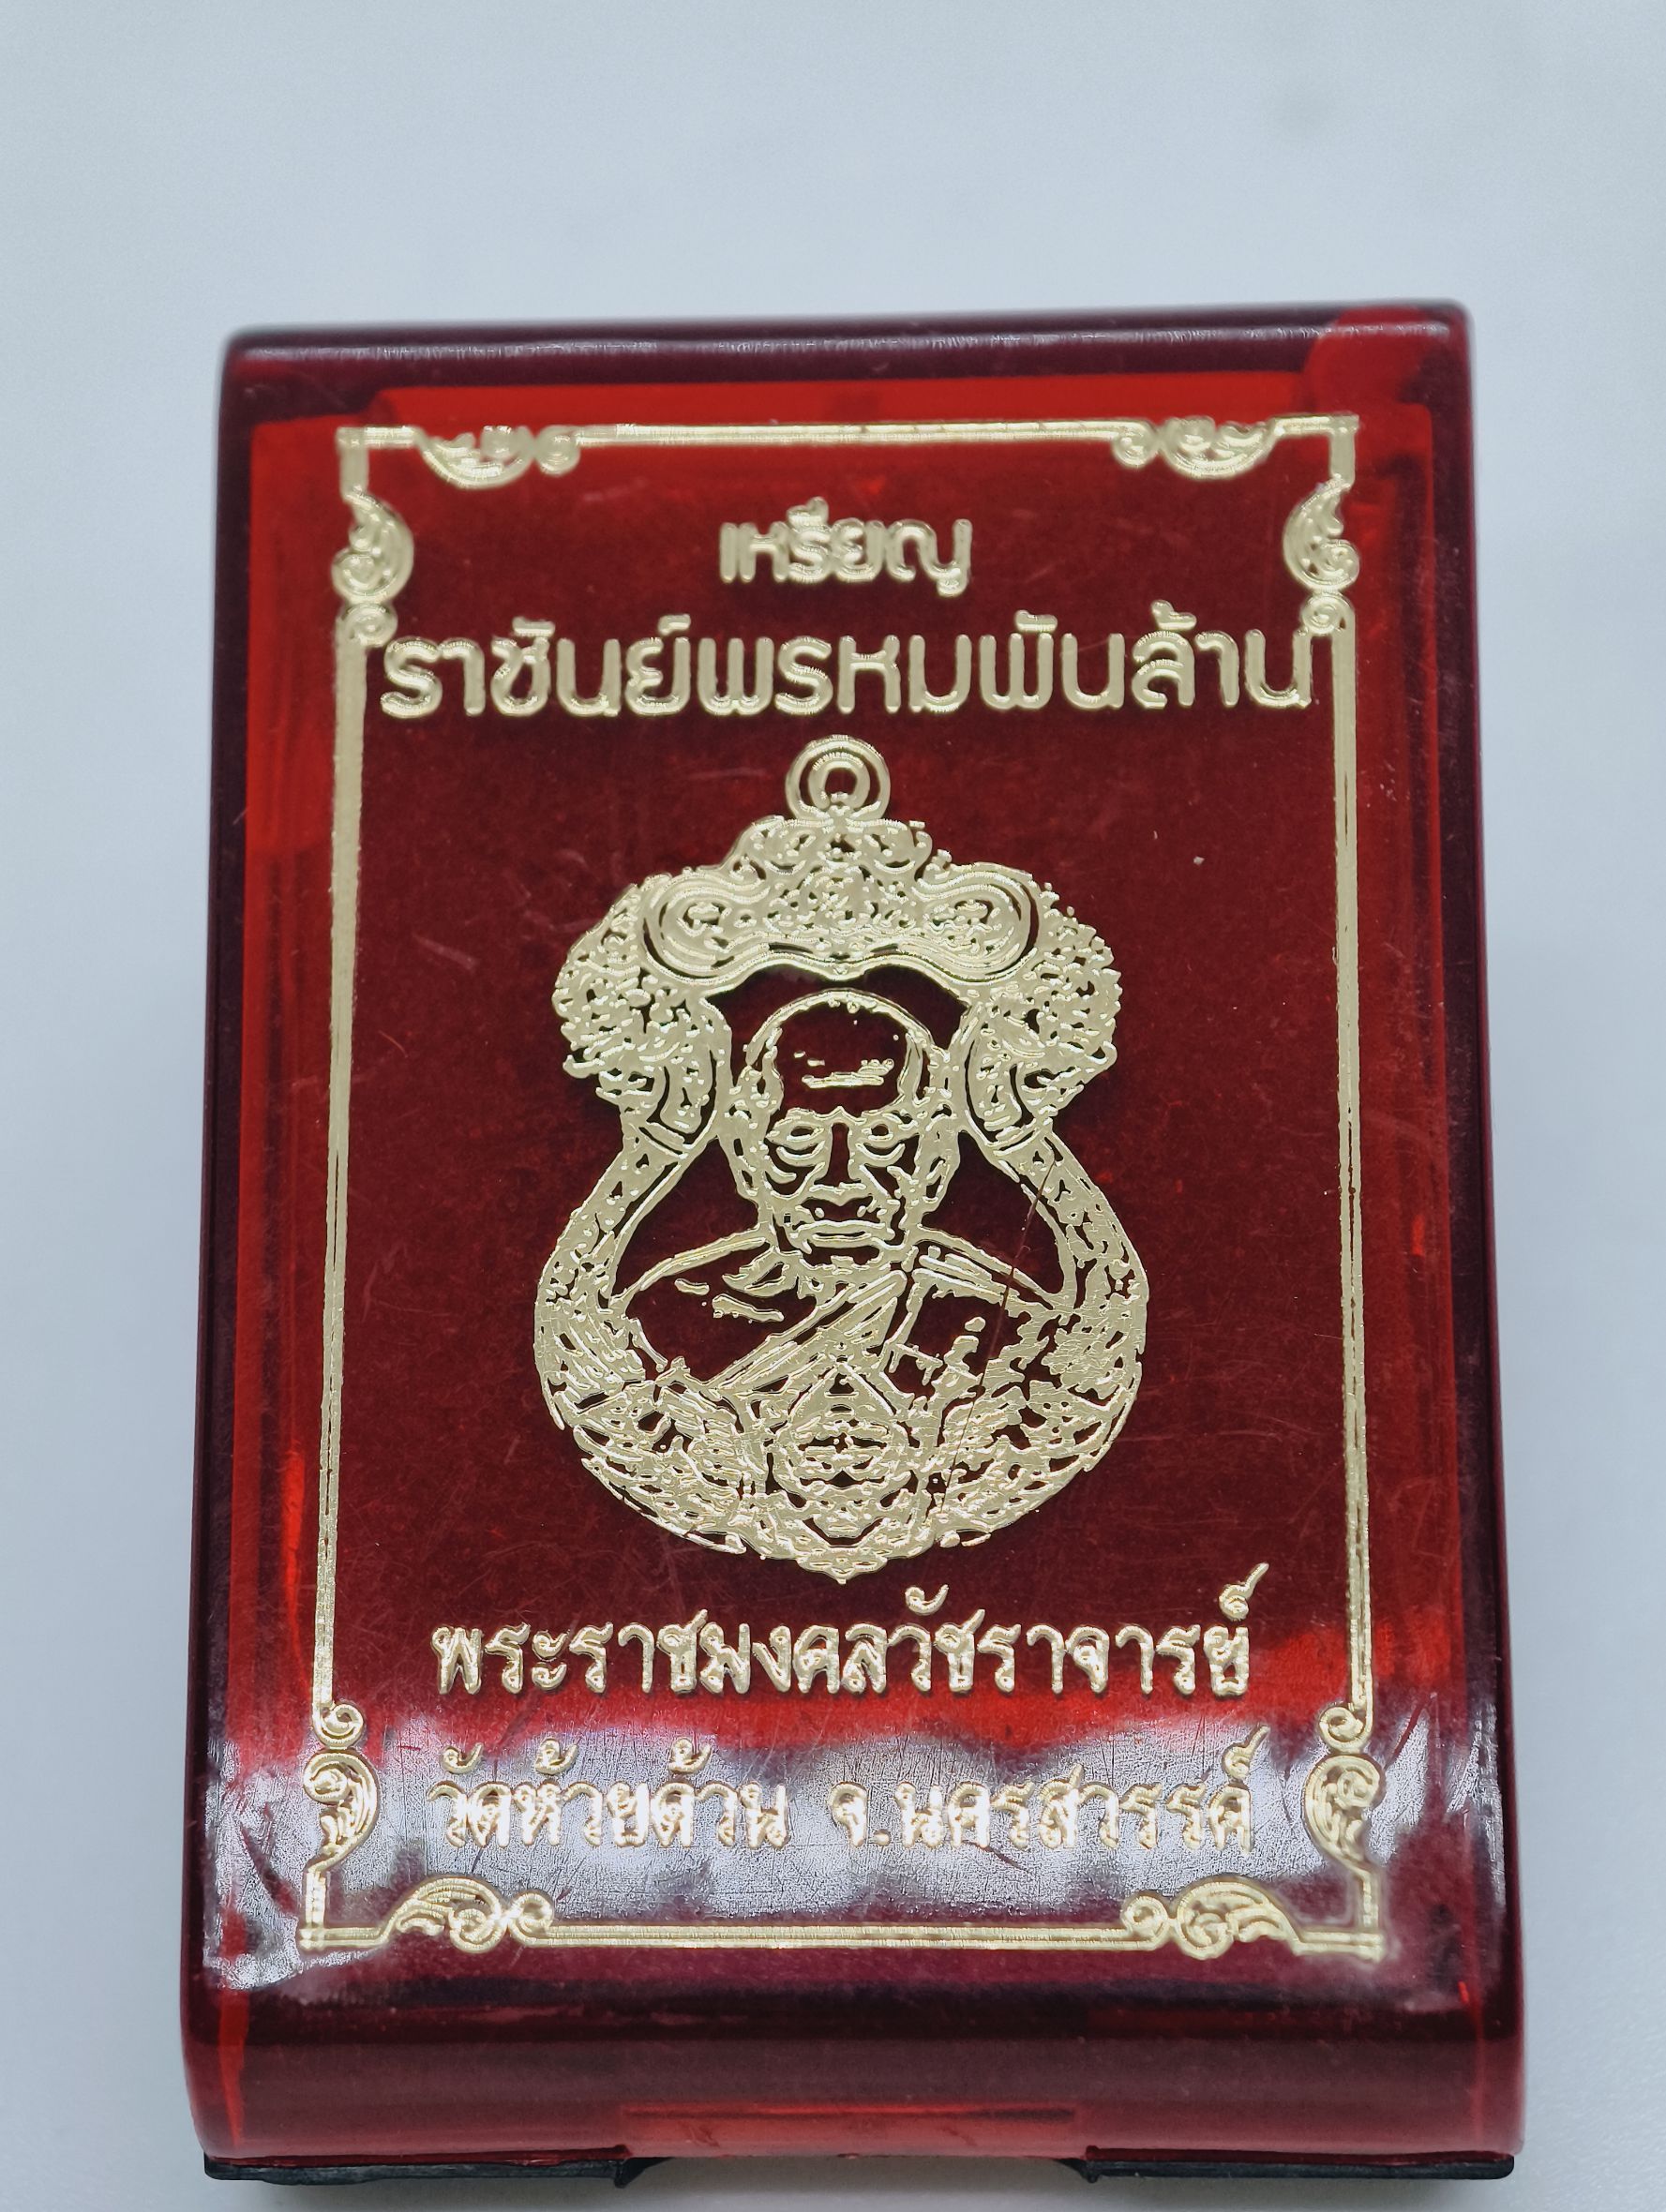 เหรียญ
ราชันย์พรหมพันล้าน
พระราชมงคลวัชราจารย์
วัดห้วยด้วน จ.นครสวรรค์